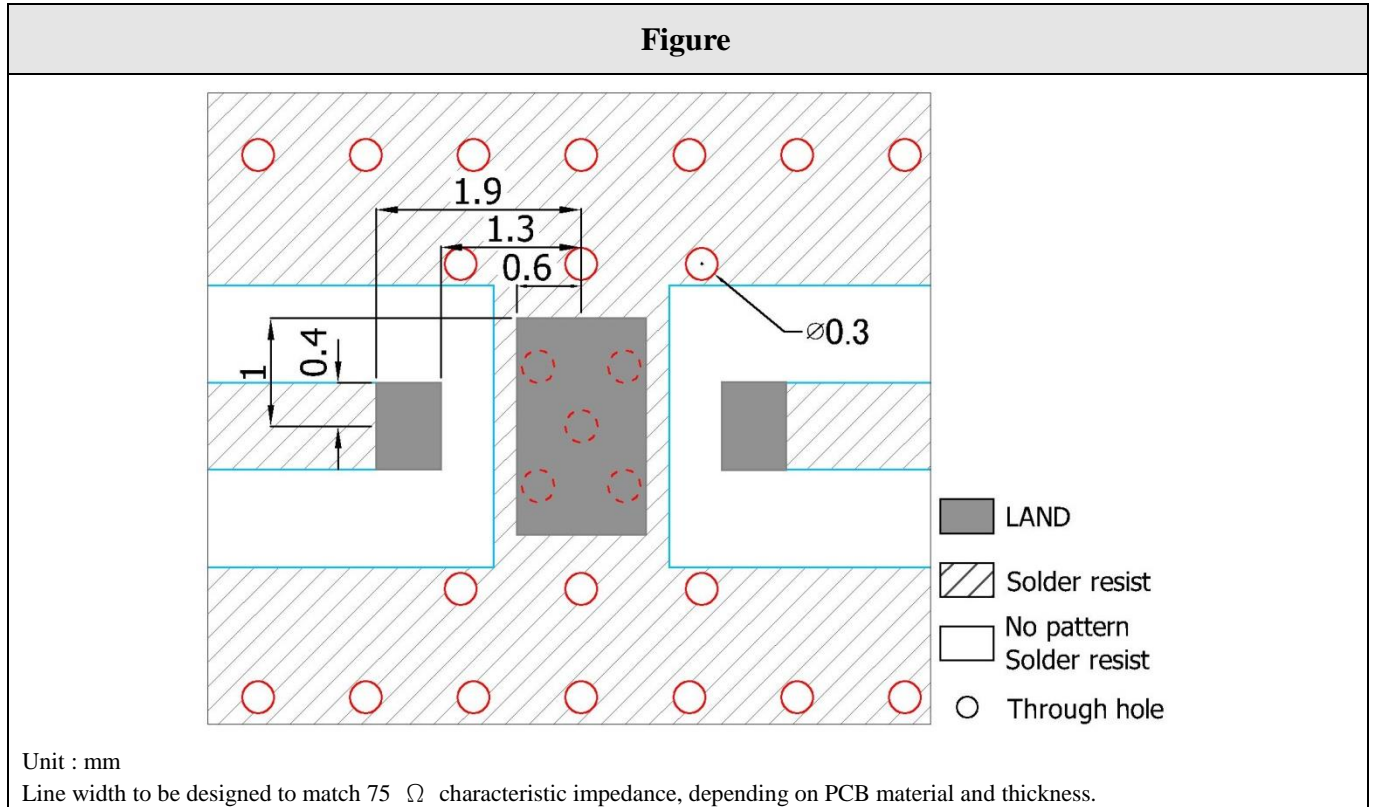 Figure
1.9
1.3
0.6
0.4
1
∅0.3
LAND
Solder resist
No pattern
Solder resist
Through hole
Unit : mm
Line width to be designed to match 75 Ω characteristic impedance, depending on PCB material and thickness.